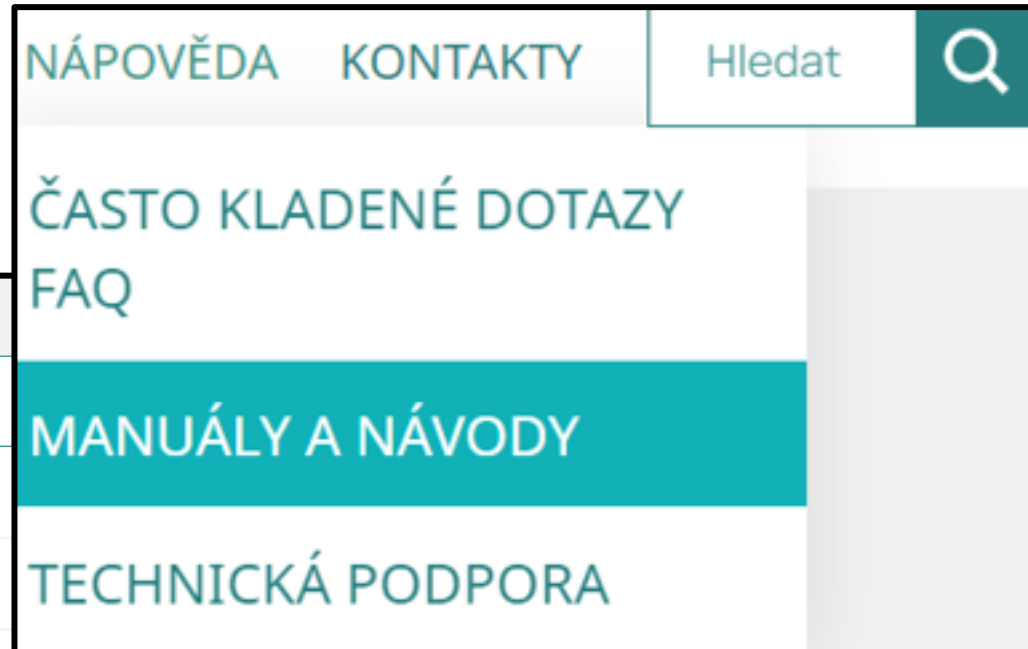 NÁPOVĚDA KONTAKTY Hledat
ČASTO KLADENÉ DOTAZY
FAQ
MANUÁLY A NÁVODY
TECHNICKÁ PODPORA